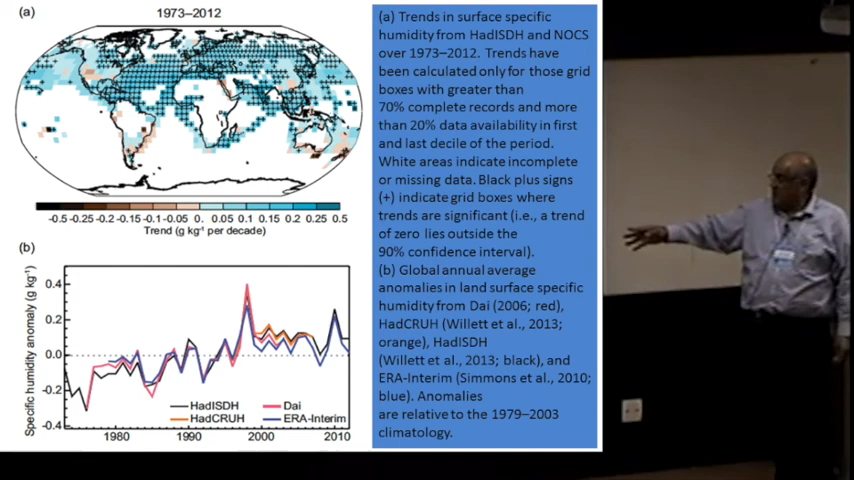 (a)
1973–2012
-0.5 -0.25 -0.2 -0.15 -0.1 -0.05 0. 0.05 0.1 0.15 0.2 0.25 0.5
Trend (g kg⁻¹ per decade)
(b)
Specific humidity anomaly (g kg⁻¹)
0.4
0.2
0.0
-0.2
-0.4
HadISDH
Dai
HadCRUH
ERA-Interim
1980
1990
2000
2010
(a) Trends in surface specific
humidity from HadISDH and NOCS
over 1973–2012. Trends have
been calculated only for those grid
boxes with greater than
70% complete records and more
than 20% data availability in first
and last decile of the period.
White areas indicate incomplete
or missing data. Black plus signs
(+) indicate grid boxes where
trends are significant (i.e., a trend
of zero lies outside the
90% confidence interval).
(b) Global annual average
anomalies in land surface specific
humidity from Dai (2006; red),
HadCRUH (Willett et al., 2013;
orange), HadISDH
(Willett et al., 2013; black), and
ERA-Interim (Simmons et al., 2010;
blue). Anomalies
are relative to the 1979–2003
climatology.